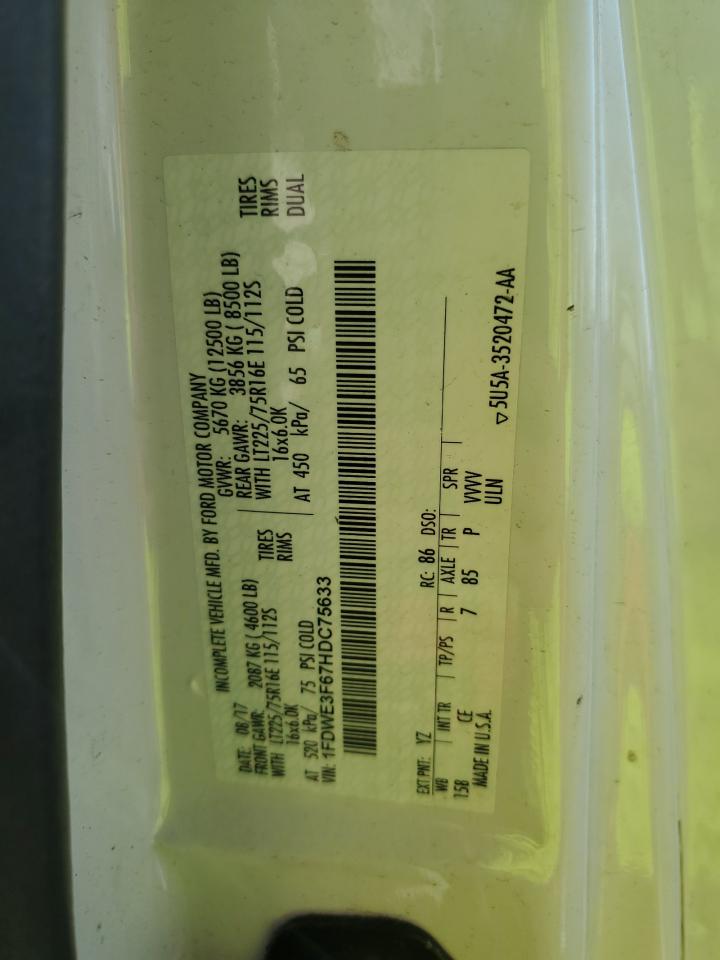 INCOMPLETE VEHICLE MFD. BY FORD MOTOR COMPANY
DATE: 08/17 GVWR: 5670 KG (12500 LB)
FRONT GAWR: 2087 KG ( 4600 LB) REAR GAWR: 3856 KG ( 8500 LB)
WITH LT225/75R16E 115/112S TIRES WITH LT225/75R16E 115/112S TIRES
16x6.0K RIMS 16x6.0K RIMS
AT 520 kPa/ 75 PSI COLD AT 450 kPa/ 65 PSI COLD DUAL
VIN: 1FDWE3F67HDC75633
EXT PNT: YZ RC: 86 DSO:
WB INT TR TP/PS R AXLE TR SPR
158 CE 7 85 P VVVV
MADE IN U.S.A. ULN
▽ 5U5A-3520472-AA